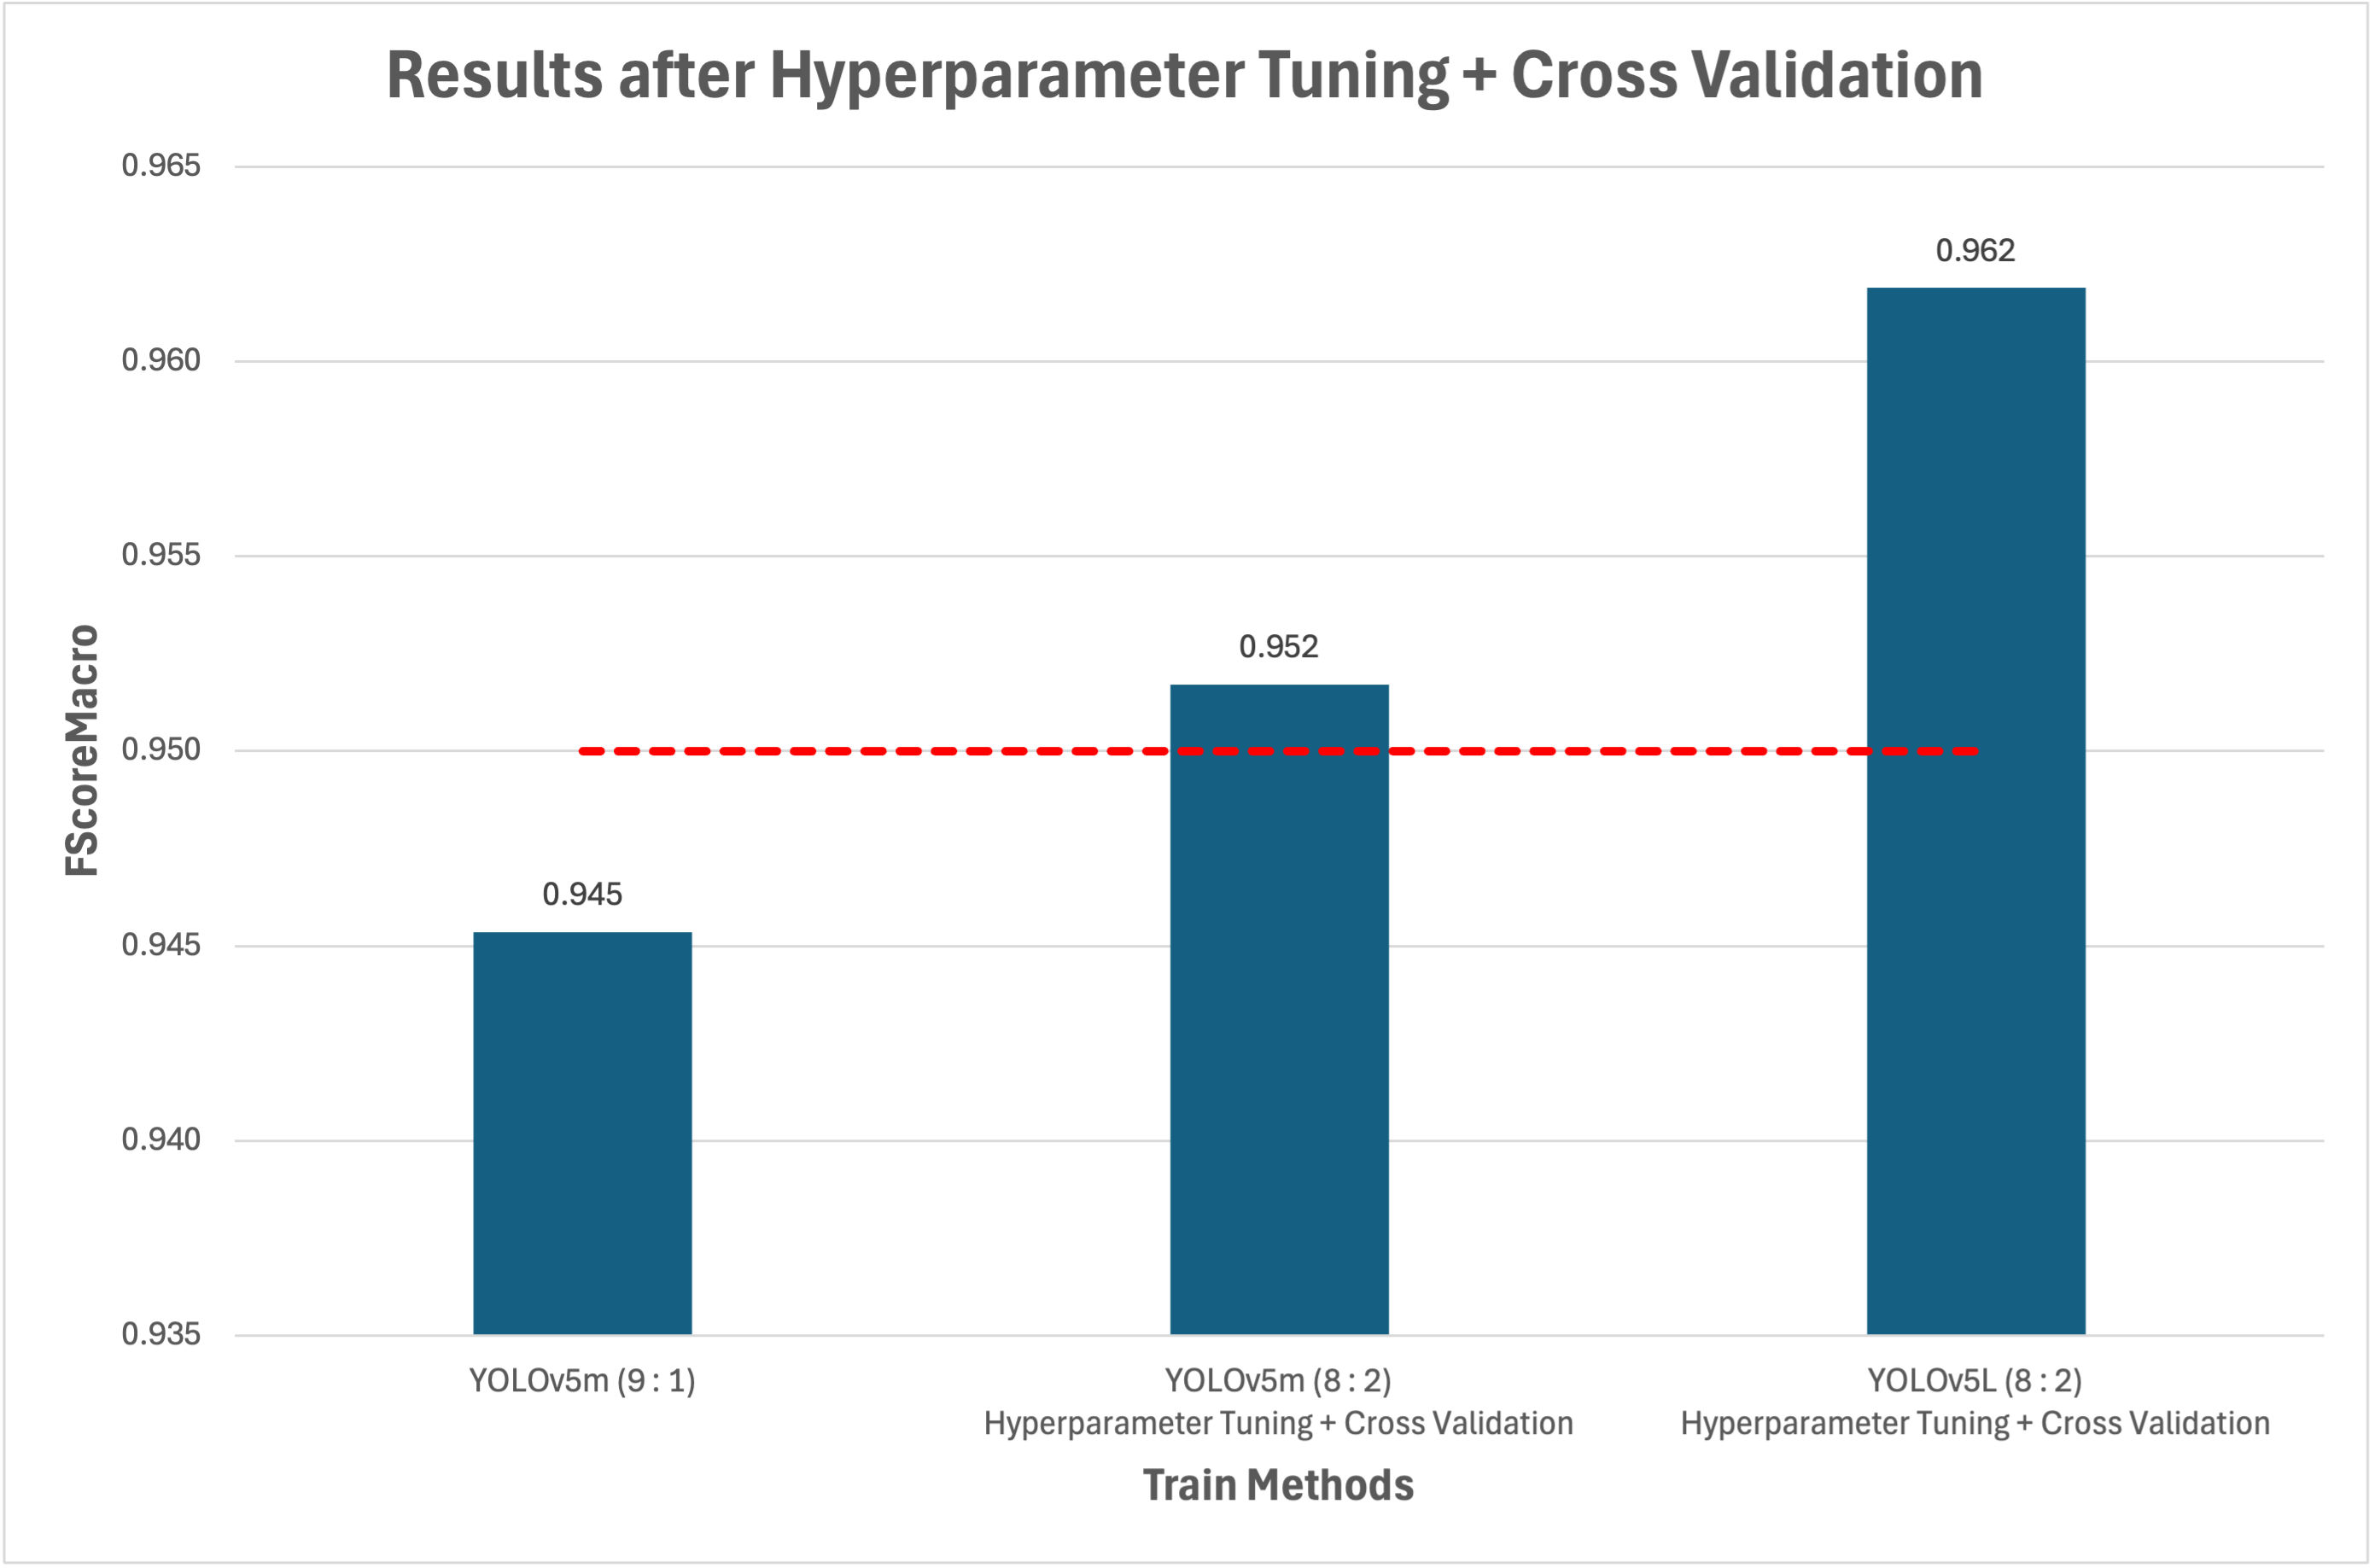 Results after Hyperparameter Tuning + Cross Validation
0.965
0.962
0.960
0.955
0.952
0.950
0.945
0.945
0.940
0.935
FScoreMacro
YOLOv5m (9 : 1)
YOLOv5m (8 : 2)
Hyperparameter Tuning + Cross Validation
YOLOv5L (8 : 2)
Hyperparameter Tuning + Cross Validation
Train Methods